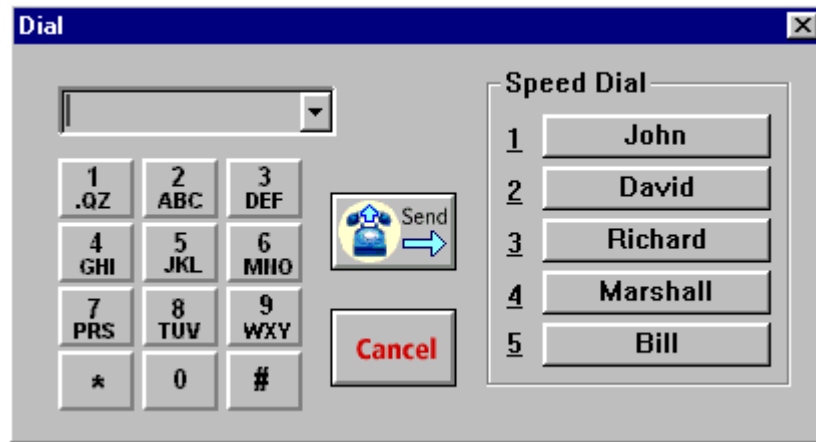 Dial
1
.QZ
2
ABC
3
DEF
4
GHI
5
JKL
6
MNO
7
PRS
8
TUV
9
WXY
*
0
#
Send
Cancel
Speed Dial
1 John
2 David
3 Richard
4 Marshall
5 Bill